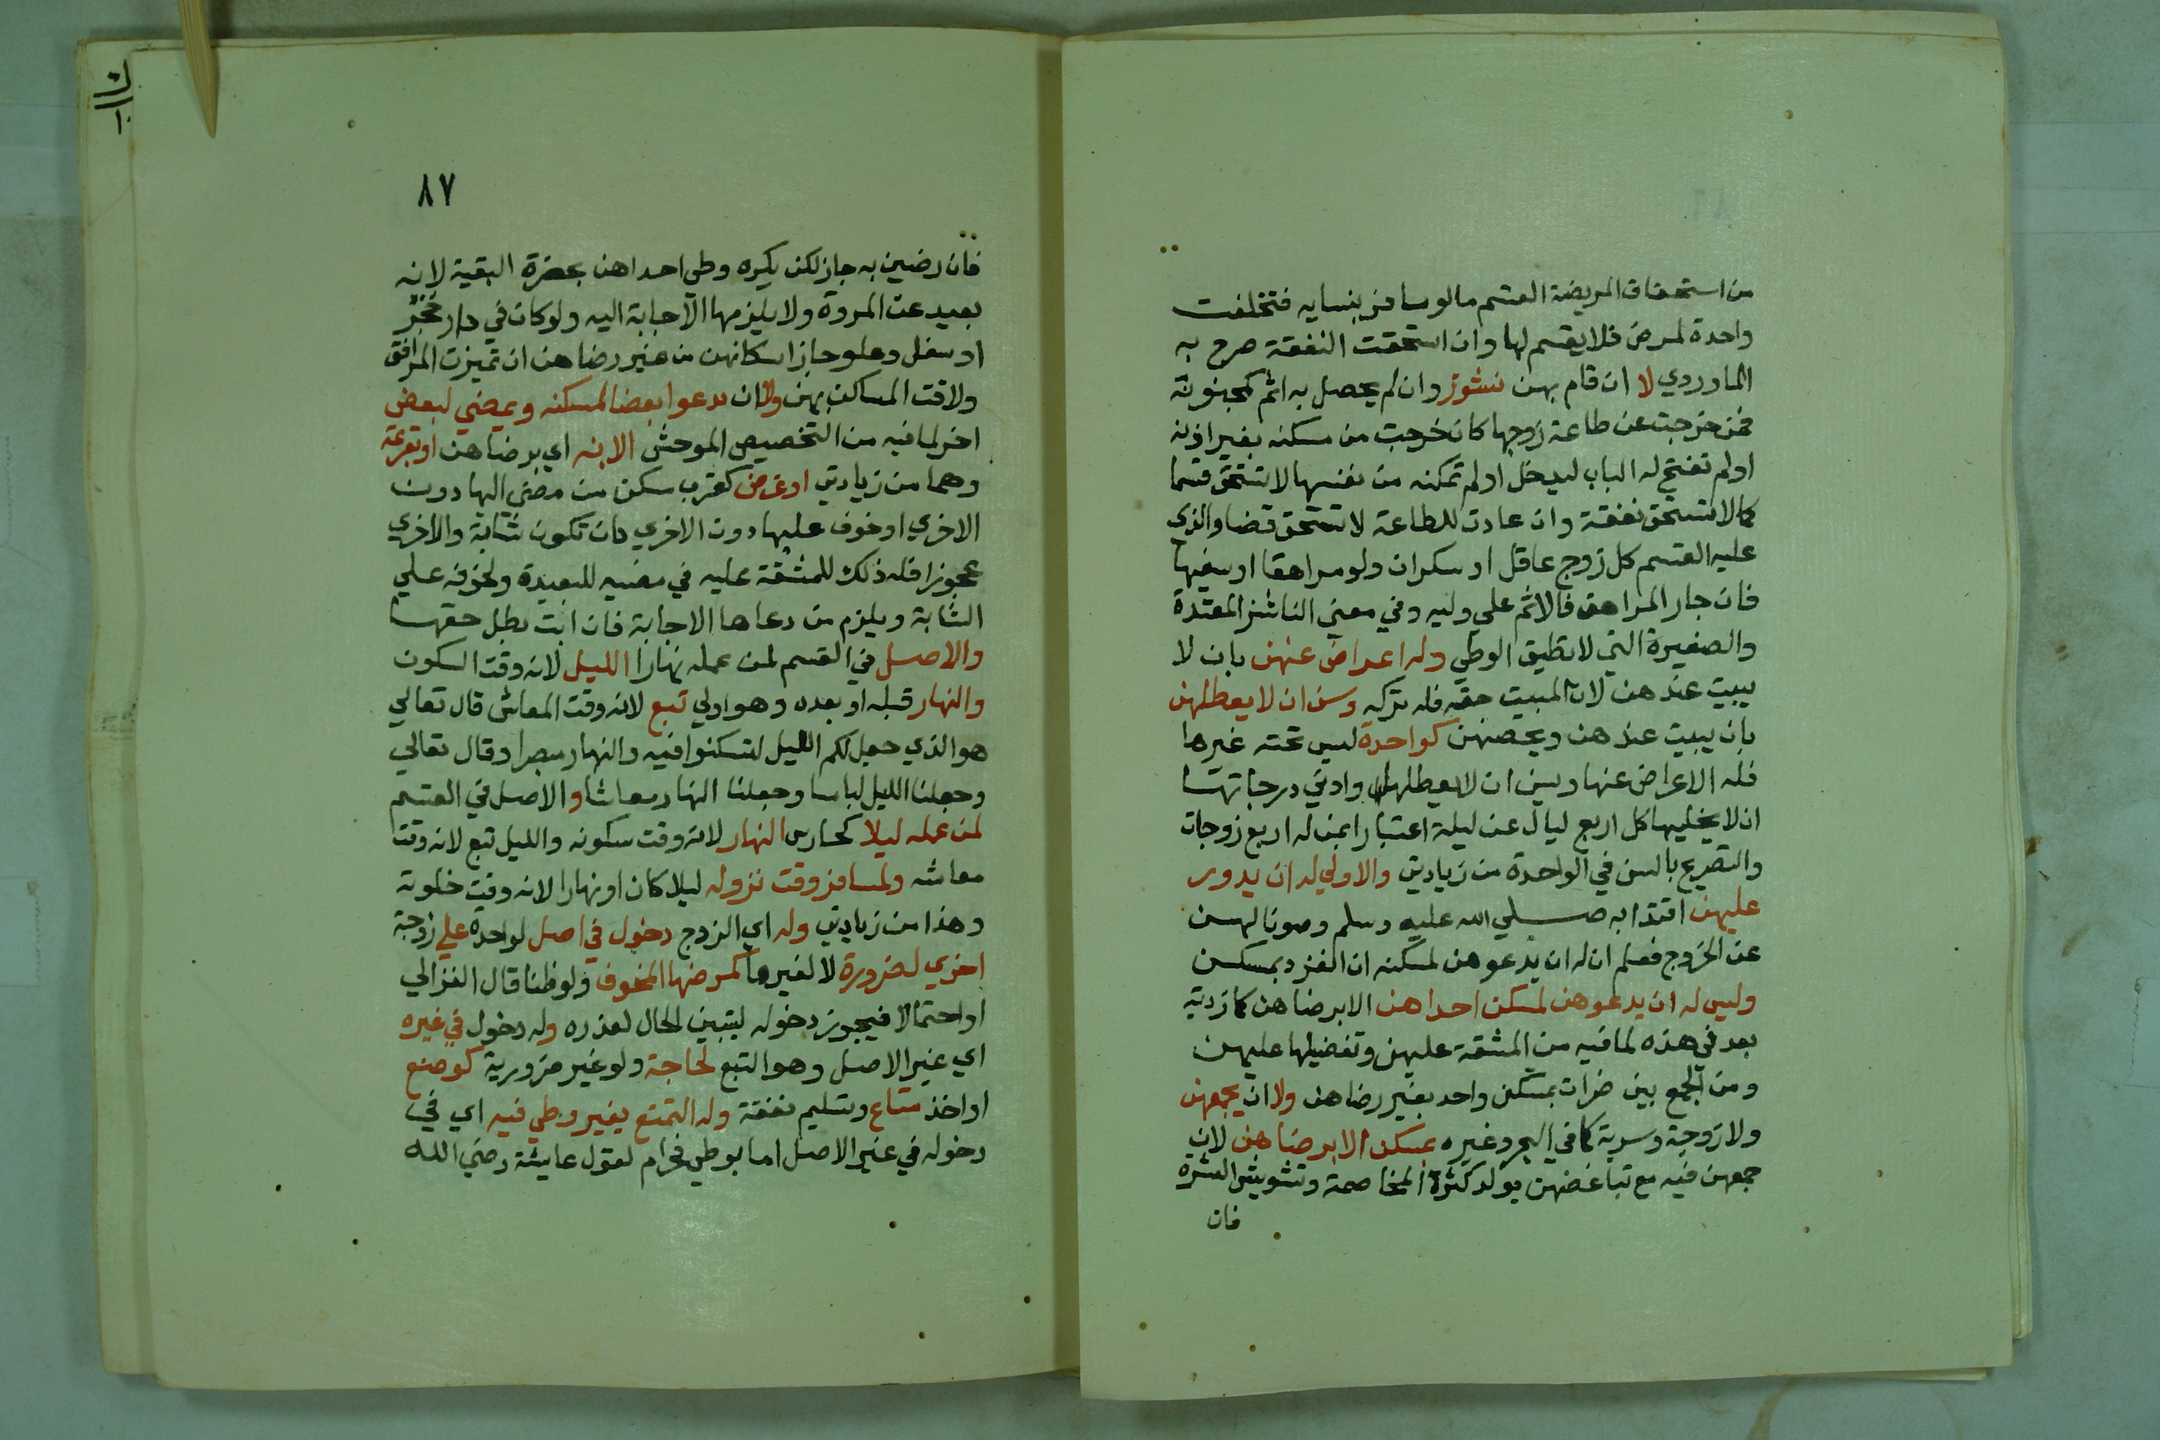 من استحقاق المريضة القسم ما لو سافر بنسايه فتخلفت
واحدة لمرض فلا يقسم لها وان استحقت النفقة صرح به
الماوردي لا ان قام بهن نشوز وان لم يحصل به اثم كمجنونة
فمن خرجت عن طاعة زوجها كان خرجت من مسكنه بغير اذنه
اولم تفتح له الباب ليدخل اولم تمكنه من نفسها لا تستحق قسما
كما لا تستحق نفقة وان عادت للطاعة لا تستحق قضا والذي
عليه القسم كل زوج عاقل او سكران ولو مراهقا او سفيها
فان جار المراهق فالاثم علي وليه وفي معني الناشز المعتدة
والصغيرة التي لا تطيق الوطي وله اعراض عنهن بان لا
يبيت عندهن لان المبيت حقه فله تركه وسن ان لا يعطلهن
بان يبيت عندهن ويحصنهن كواحدة ليس تحته غيرها
فله الاعراض عنها ويسن ان لا يعطلها وادني درجاتها
ان لا يخليها كل اربع ليال عن ليلة اعتبارا بمن له اربع زوجات
والتصريح بالسن في الواحدة من زيادتي والاولي له ان يدور
عليهن اقتدا به صلي الله عليه وسلم وصونا لهن
عن الخروج فعلم ان له ان يدعوهن لمسكنه ان انفرد بمسكن
وليس له ان يدعوهن لمسكن احداهن الا برضاهن كما زدته
بعد في هذه لما فيه من المشقة عليهن وتفضيلها عليهن
ومن الجمع بين ضرات بمسكن واحد بغير رضاهن ولا ان يجمعهن
ولا زوجة وسرية كما في البحر وغيره بمسكن الا برضاهن لان
جمعهن فيه مع تباغضهن يولد كثرة المخاصمة وتشويش العشرة
فان
٨٧
فان رضين به جاز لكن يكره وطي احداهن بحضرة البقية لانه
بعيد عن المروة ولا يلزمها الاجابة اليه ولو كان في دار حجر
او سفل وعلو جاز اسكانهن من غير رضاهن ان تميزت المرافق
ولاقت المساكن بهن ولا ان يدعوا بعضا لمسكنه ويمضي لبعض
اخر لما فيه من التخصيص الموحش الا به اي برضاهن او بقرعة
وهما من زيادتي او غرض كقرب سكن من مضي اليها دون
الاخري او خوف عليها دون الاخري كان تكون شابة والاخري
عجوزا فله ذلك للمشقة عليه في مضيه للبعيدة ولخوفه علي
الشابة ويلزم من دعاها الاجابة فان ابت بطل حقها
والاصل في القسم لمن عمله نهارا الليل لانه وقت السكون
والنهار قبله او بعده وهو اولي تبع لانه وقت المعاش قال تعالي
هو الذي جعل لكم الليل لتسكنوا فيه والنهار مبصرا وقال تعالي
وجعلنا الليل لباسا وجعلنا النهار معاشا والاصل في القسم
لمن عمله ليلا كحارس النهار لانه وقت سكونه والليل تبع لانه وقت
معاشه ولمسافر وقت نزوله ليلا كان او نهارا لانه وقت خلوته
وهذا من زيادتي وله اي الزوج دخول في اصل لواحدة علي زوجة
اخري لضرورة لا لغيرها كمرضها المخوف ولو ظنا قال الغزالي
او احتمالا فيجوز دخوله ليتبين الحال لعذره وله دخول في غيره
اي غير الاصل وهو التبع لحاجة ولو غير ضرورية كوضع
او اخذ متاع وتسليم نفقة وله التمتع بغير وطي فيه اي في
دخوله في غير الاصل اما بوطي فحرام لقول عايشة رضي الله